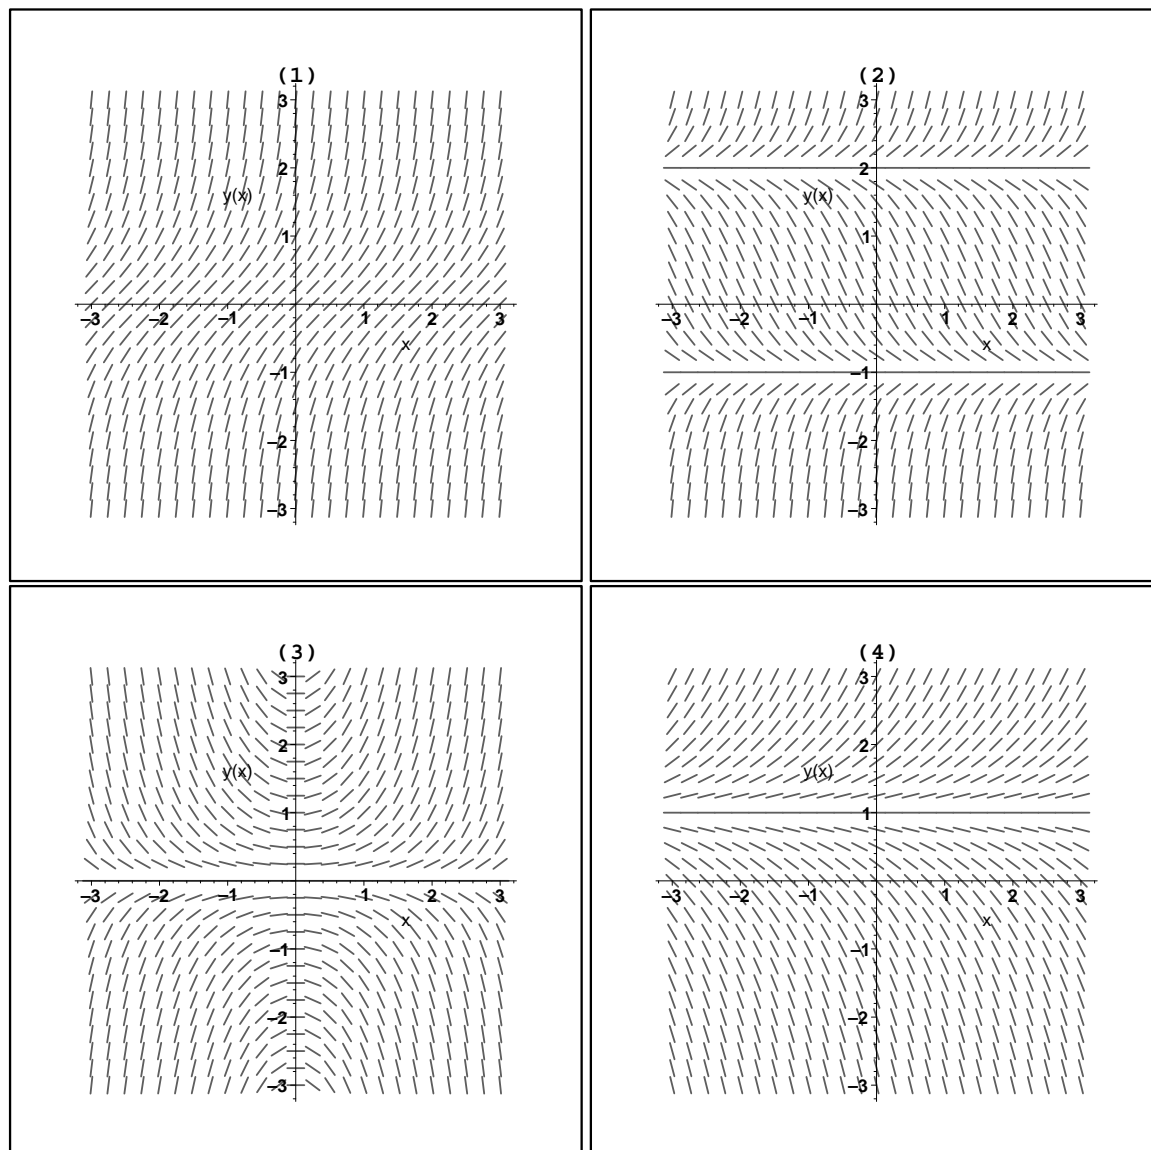 (1)
3
2
y(x)
1
–3 –2 –1 1 2 3
x
–1
–2
–3
(2)
3
2
y(x)
1
–3 –2 –1 1 2 3
x
–1
–2
–3
(3)
3
2
y(x)
1
–3 –2 –1 1 2 3
x
–1
–2
–3
(4)
3
2
y(x)
1
–3 –2 –1 1 2 3
x
–1
–2
–3